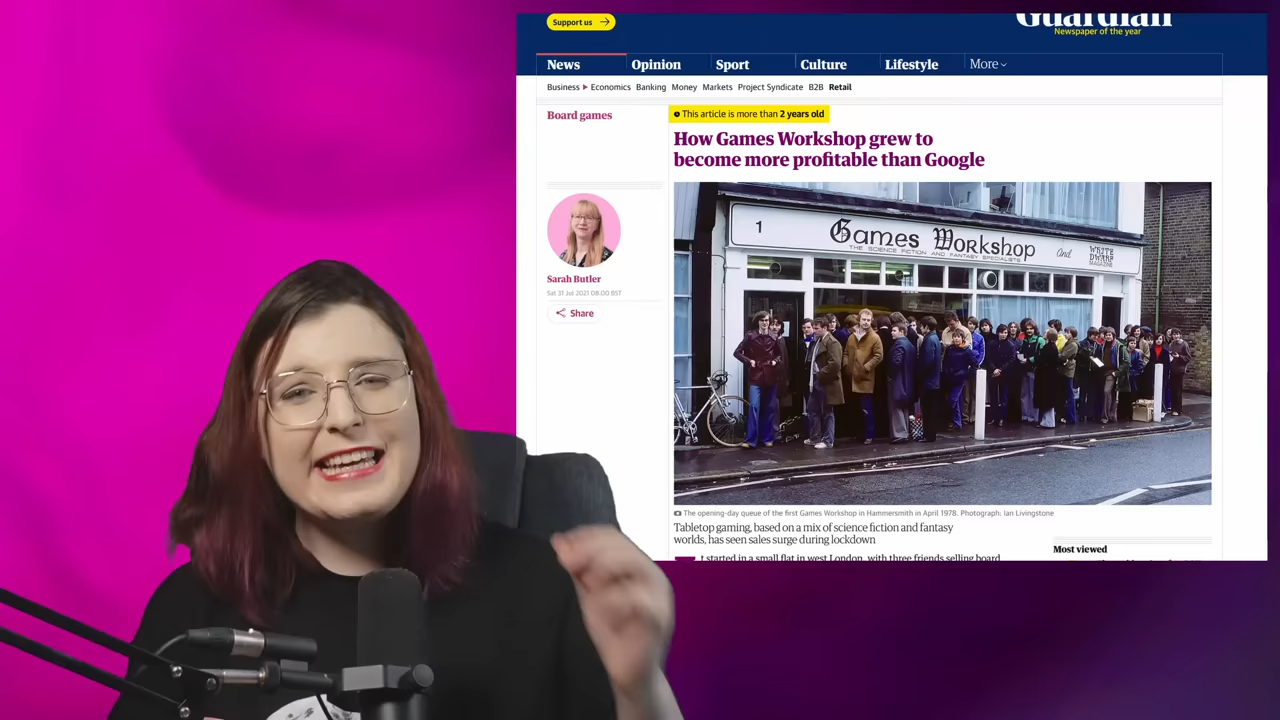 Support us
Guardian
Newspaper of the year
News
Opinion
Sport
Culture
Lifestyle
More
Business
Economics
Banking
Money
Markets
Project Syndicate
B2B
Retail
Board games
This article is more than 2 years old
How Games Workshop grew to
become more profitable than Google
1
Games Workshop
THE SCIENCE FICTION AND FANTASY SPECIALISTS
And
WHITE
DWARF
MAGAZINE
Sarah Butler
Sat 31 Jul 2021 08.00 BST
Share
The opening-day queue of the first Games Workshop in Hammersmith in April 1978. Photograph: Ian Livingstone
Tabletop gaming, based on a mix of science fiction and fantasy
worlds, has seen sales surge during lockdown
t started in a small flat in west London, with three friends selling board
Most viewed